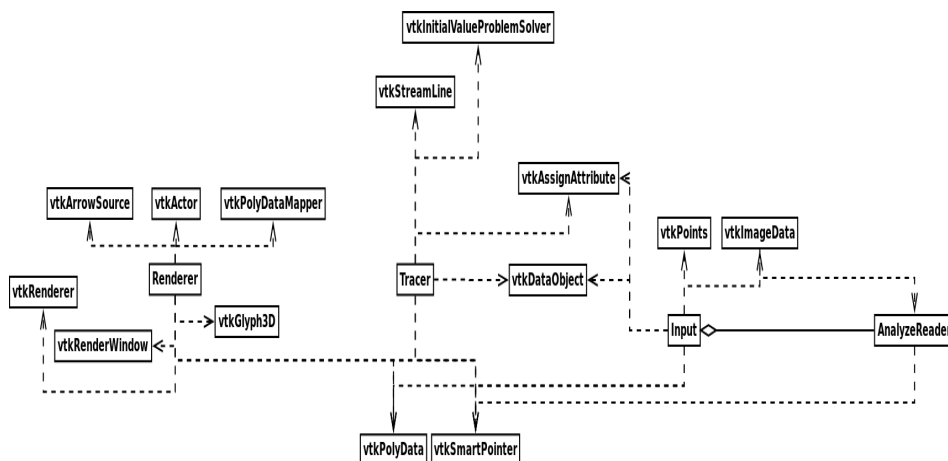 vtkInitialValueProblemSolver
vtkStreamLine
vtkAssignAttribute
vtkArrowSource
vtkActor
vtkPolyDataMapper
vtkPoints
vtkImageData
Renderer
Tracer
vtkDataObject
vtkRenderer
vtkGlyph3D
Input
AnalyzeReader
vtkRenderWindow
vtkPolyData
vtkSmartPointer